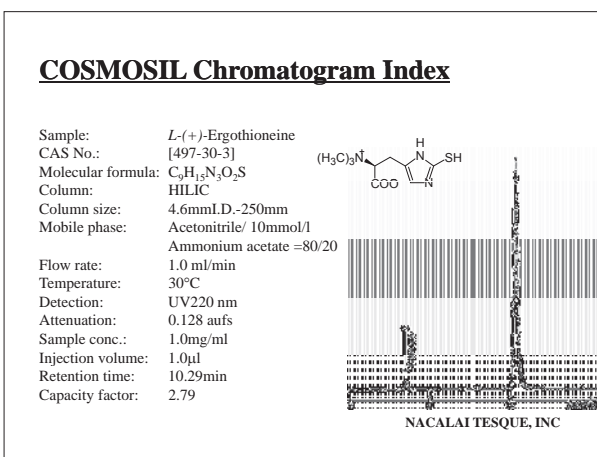 COSMOSIL Chromatogram Index
Sample: L-(+)-Ergothioneine
CAS No.: [497-30-3]
Molecular formula: C9H15N3O2S
Column: HILIC
Column size: 4.6mmI.D.-250mm
Mobile phase: Acetonitrile/ 10mmol/l
Ammonium acetate =80/20
Flow rate: 1.0 ml/min
Temperature: 30°C
Detection: UV220 nm
Attenuation: 0.128 aufs
Sample conc.: 1.0mg/ml
Injection volume: 1.0μl
Retention time: 10.29min
Capacity factor: 2.79
H
(H3C)3N+ N SH
COO N
NACALAI TESQUE, INC